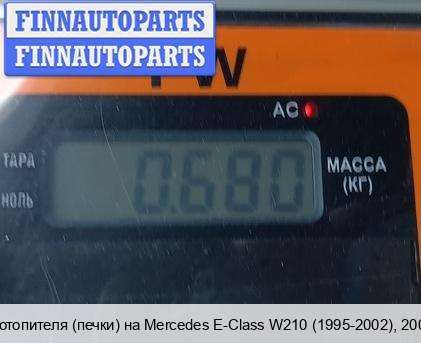 FINNAUTOPARTS
FINNAUTOPARTS
AC
ТАРА
0.680
МАССА
НОЛЬ
(КГ)
отопителя (печки) на Mercedes E-Class W210 (1995-2002), 200